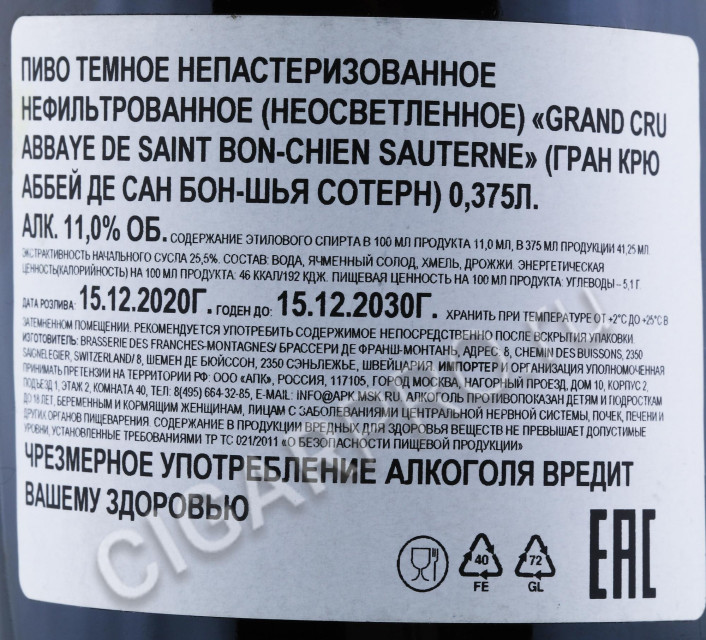 ПИВО ТЕМНОЕ НЕПАСТЕРИЗОВАННОЕ
НЕФИЛЬТРОВАННОЕ (НЕОСВЕТЛЕННОЕ) «GRAND CRU
ABBAYE DE SAINT BON-CHIEN SAUTERNE» (ГРАН КРЮ
АББЕЙ ДЕ САН БОН-ШЬЯ СОТЕРН) 0,375Л.
АЛК. 11,0% ОБ. СОДЕРЖАНИЕ ЭТИЛОВОГО СПИРТА В 100 МЛ ПРОДУКТА 11,0 МЛ, В 375 МЛ ПРОДУКЦИИ 41,25 МЛ.
ЭКСТРАКТИВНОСТЬ НАЧАЛЬНОГО СУСЛА 25,5%. СОСТАВ: ВОДА, ЯЧМЕННЫЙ СОЛОД, ХМЕЛЬ, ДРОЖЖИ. ЭНЕРГЕТИЧЕСКАЯ
ЦЕННОСТЬ(КАЛОРИЙНОСТЬ) НА 100 МЛ ПРОДУКТА: 46 ККАЛ/192 КДЖ. ПИЩЕВАЯ ЦЕННОСТЬ НА 100 МЛ ПРОДУКТА: УГЛЕВОДЫ – 5,1 Г.
ДАТА РОЗЛИВА: 15.12.2020Г. ГОДЕН ДО: 15.12.2030Г. ХРАНИТЬ ПРИ ТЕМПЕРАТУРЕ ОТ +2°С ДО +25°С В
ЗАТЕМНЕННОМ ПОМЕЩЕНИИ. РЕКОМЕНДУЕТСЯ УПОТРЕБИТЬ СОДЕРЖИМОЕ НЕПОСРЕДСТВЕННО ПОСЛЕ ВСКРЫТИЯ УПАКОВКИ.
ИЗГОТОВИТЕЛЬ: BRASSERIE DES FRANCHES-MONTAGNES/ БРАССЕРИ ДЕ ФРАНШ-МОНТАНЬ, АДРЕС: 8, CHEMIN DES BUISSONS, 2350
SAIGNELEGIER, SWITZERLAND/ 8, ШЕМЕН ДЕ БЮИССОН, 2350 СЭНЬЛЕЖЬЕ, ШВЕЙЦАРИЯ ИМПОРТЕР И ОРГАНИЗАЦИЯ УПОЛНОМОЧЕННАЯ
ПРИНИМАТЬ ПРЕТЕНЗИИ НА ТЕРРИТОРИИ РФ: ООО «АПК», РОССИЯ, 117105, ГОРОД МОСКВА, НАГОРНЫЙ ПРОЕЗД, ДОМ 10, КОРПУС 2,
ПОДЪЕЗД 1, ЭТАЖ 2, КОМНАТА 40, ТЕЛ: 8(495) 664-32-85, E-MAIL: INFO@APK-MSK.RU, АЛКОГОЛЬ ПРОТИВОПОКАЗАН ДЕТЯМ И ПОДРОСТКАМ
ДО 18 ЛЕТ, БЕРЕМЕННЫМ И КОРМЯЩИМ ЖЕНЩИНАМ, ЛИЦАМ С ЗАБОЛЕВАНИЯМИ ЦЕНТРАЛЬНОЙ НЕРВНОЙ СИСТЕМЫ, ПОЧЕК, ПЕЧЕНИ И
ДРУГИХ ОРГАНОВ ПИЩЕВАРЕНИЯ. СОДЕРЖАНИЕ В ПРОДУКЦИИ ВРЕДНЫХ ДЛЯ ЗДОРОВЬЯ ВЕЩЕСТВ НЕ ПРЕВЫШАЕТ ДОПУСТИМЫЕ
УРОВНИ, УСТАНОВЛЕННЫЕ ТРЕБОВАНИЯМИ ТР ТС 021/2011 «О БЕЗОПАСНОСТИ ПИЩЕВОЙ ПРОДУКЦИИ»
ЧРЕЗМЕРНОЕ УПОТРЕБЛЕНИЕ АЛКОГОЛЯ ВРЕДИТ
ВАШЕМУ ЗДОРОВЬЮ
40
FE
72
GL
EAC
CIGARPRO.ru